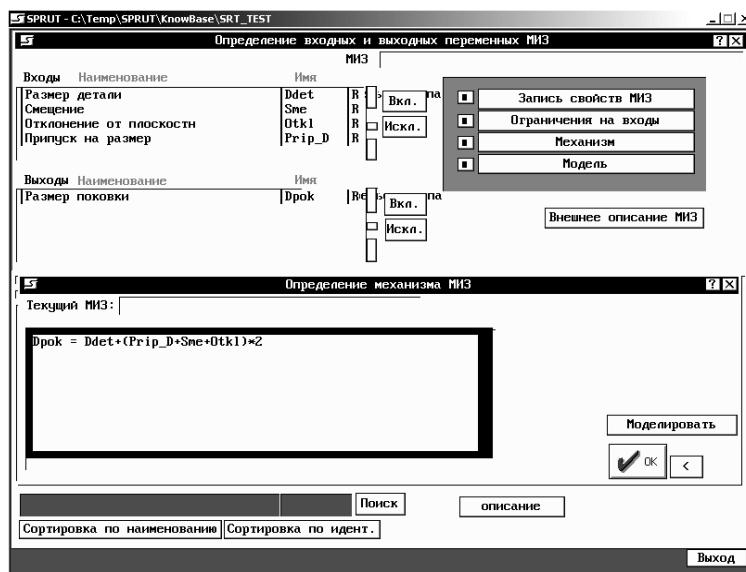 SPRUT - C:\Temp\SPRUT\KnowBase\SRT_TEST
Определение входных и выходных переменных МИЗ
МИЗ
Входы Наименование Имя
Размер детали Ddet R
Смещение Sme R
Отклонение от плоскости Otkl R
Припуск на размер Prip_D R
Вкл.
Искл.
Запись свойств МИЗ
Ограничения на входы
Механизм
Модель
Выходы Наименование Имя
Размер поковки Dpok
Вкл.
Искл.
Внешнее описание МИЗ
Определение механизма МИЗ
Текущий МИЗ:
Dpok = Ddet+(Prip_D+Sme+Otkl)*2
Моделировать
OK <
Поиск описание
Сортировка по наименованию Сортировка по идент.
Выход